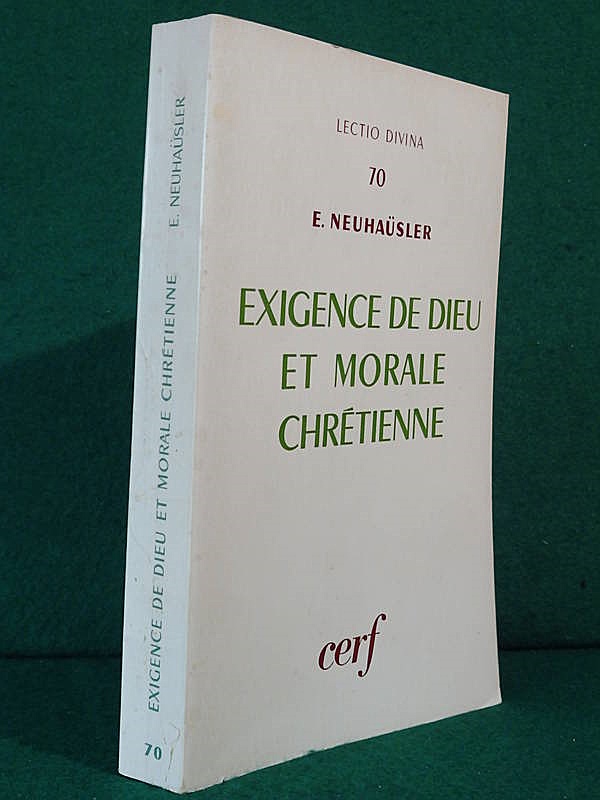 LECTIO DIVINA
70
E. NEUHAÜSLER
EXIGENCE DE DIEU
ET MORALE
CHRÉTIENNE
cerf
70 EXIGENCE DE DIEU ET MORALE CHRÉTIENNE E. NEUHAÜSLER